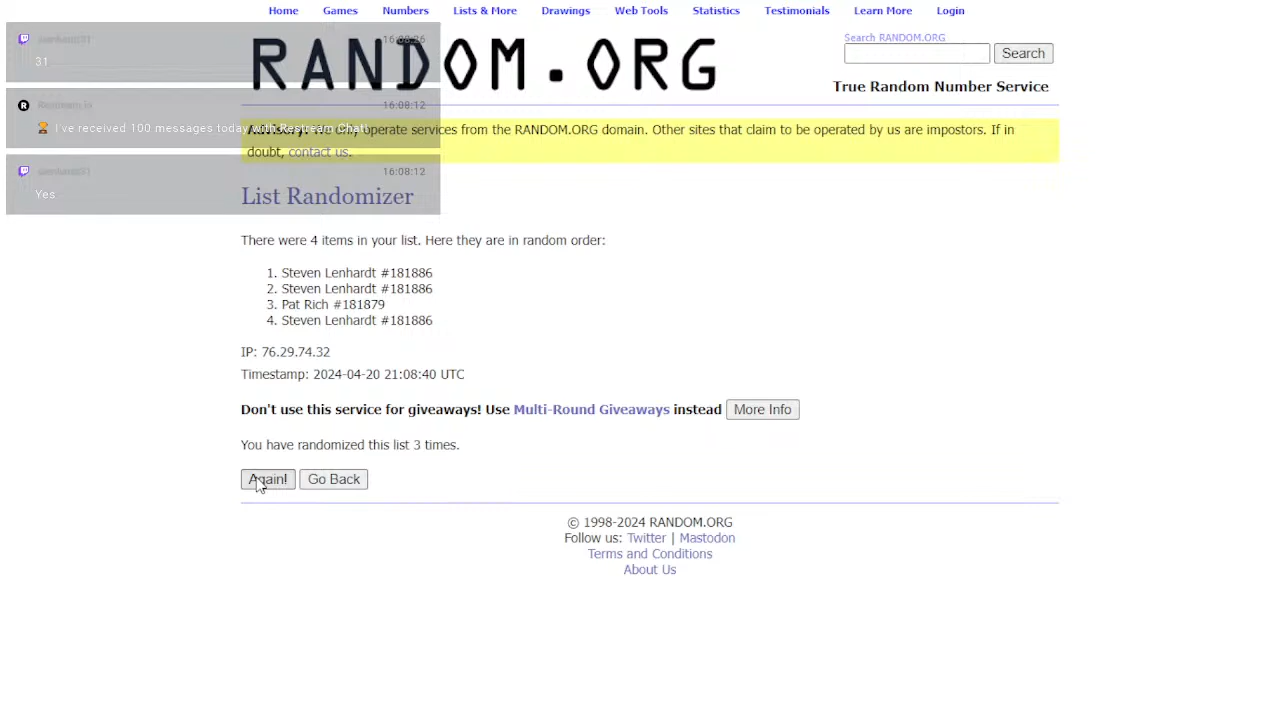 Home Games Numbers Lists & More Drawings Web Tools Statistics Testimonials Learn More Login
RANDOM.ORG
Search RANDOM.ORG
Search
True Random Number Service
16:08:26
31
16:08:12
🏆 I've received 100 messages today with Restream Chat!
16:08:12
Yes
operate services from the RANDOM.ORG domain. Other sites that claim to be operated by us are impostors. If in
doubt, contact us.
List Randomizer
There were 4 items in your list. Here they are in random order:
1. Steven Lenhardt #181886
2. Steven Lenhardt #181886
3. Pat Rich #181879
4. Steven Lenhardt #181886
IP: 76.29.74.32
Timestamp: 2024-04-20 21:08:40 UTC
Don't use this service for giveaways! Use Multi-Round Giveaways instead More Info
You have randomized this list 3 times.
Again! Go Back
© 1998-2024 RANDOM.ORG
Follow us: Twitter | Mastodon
Terms and Conditions
About Us